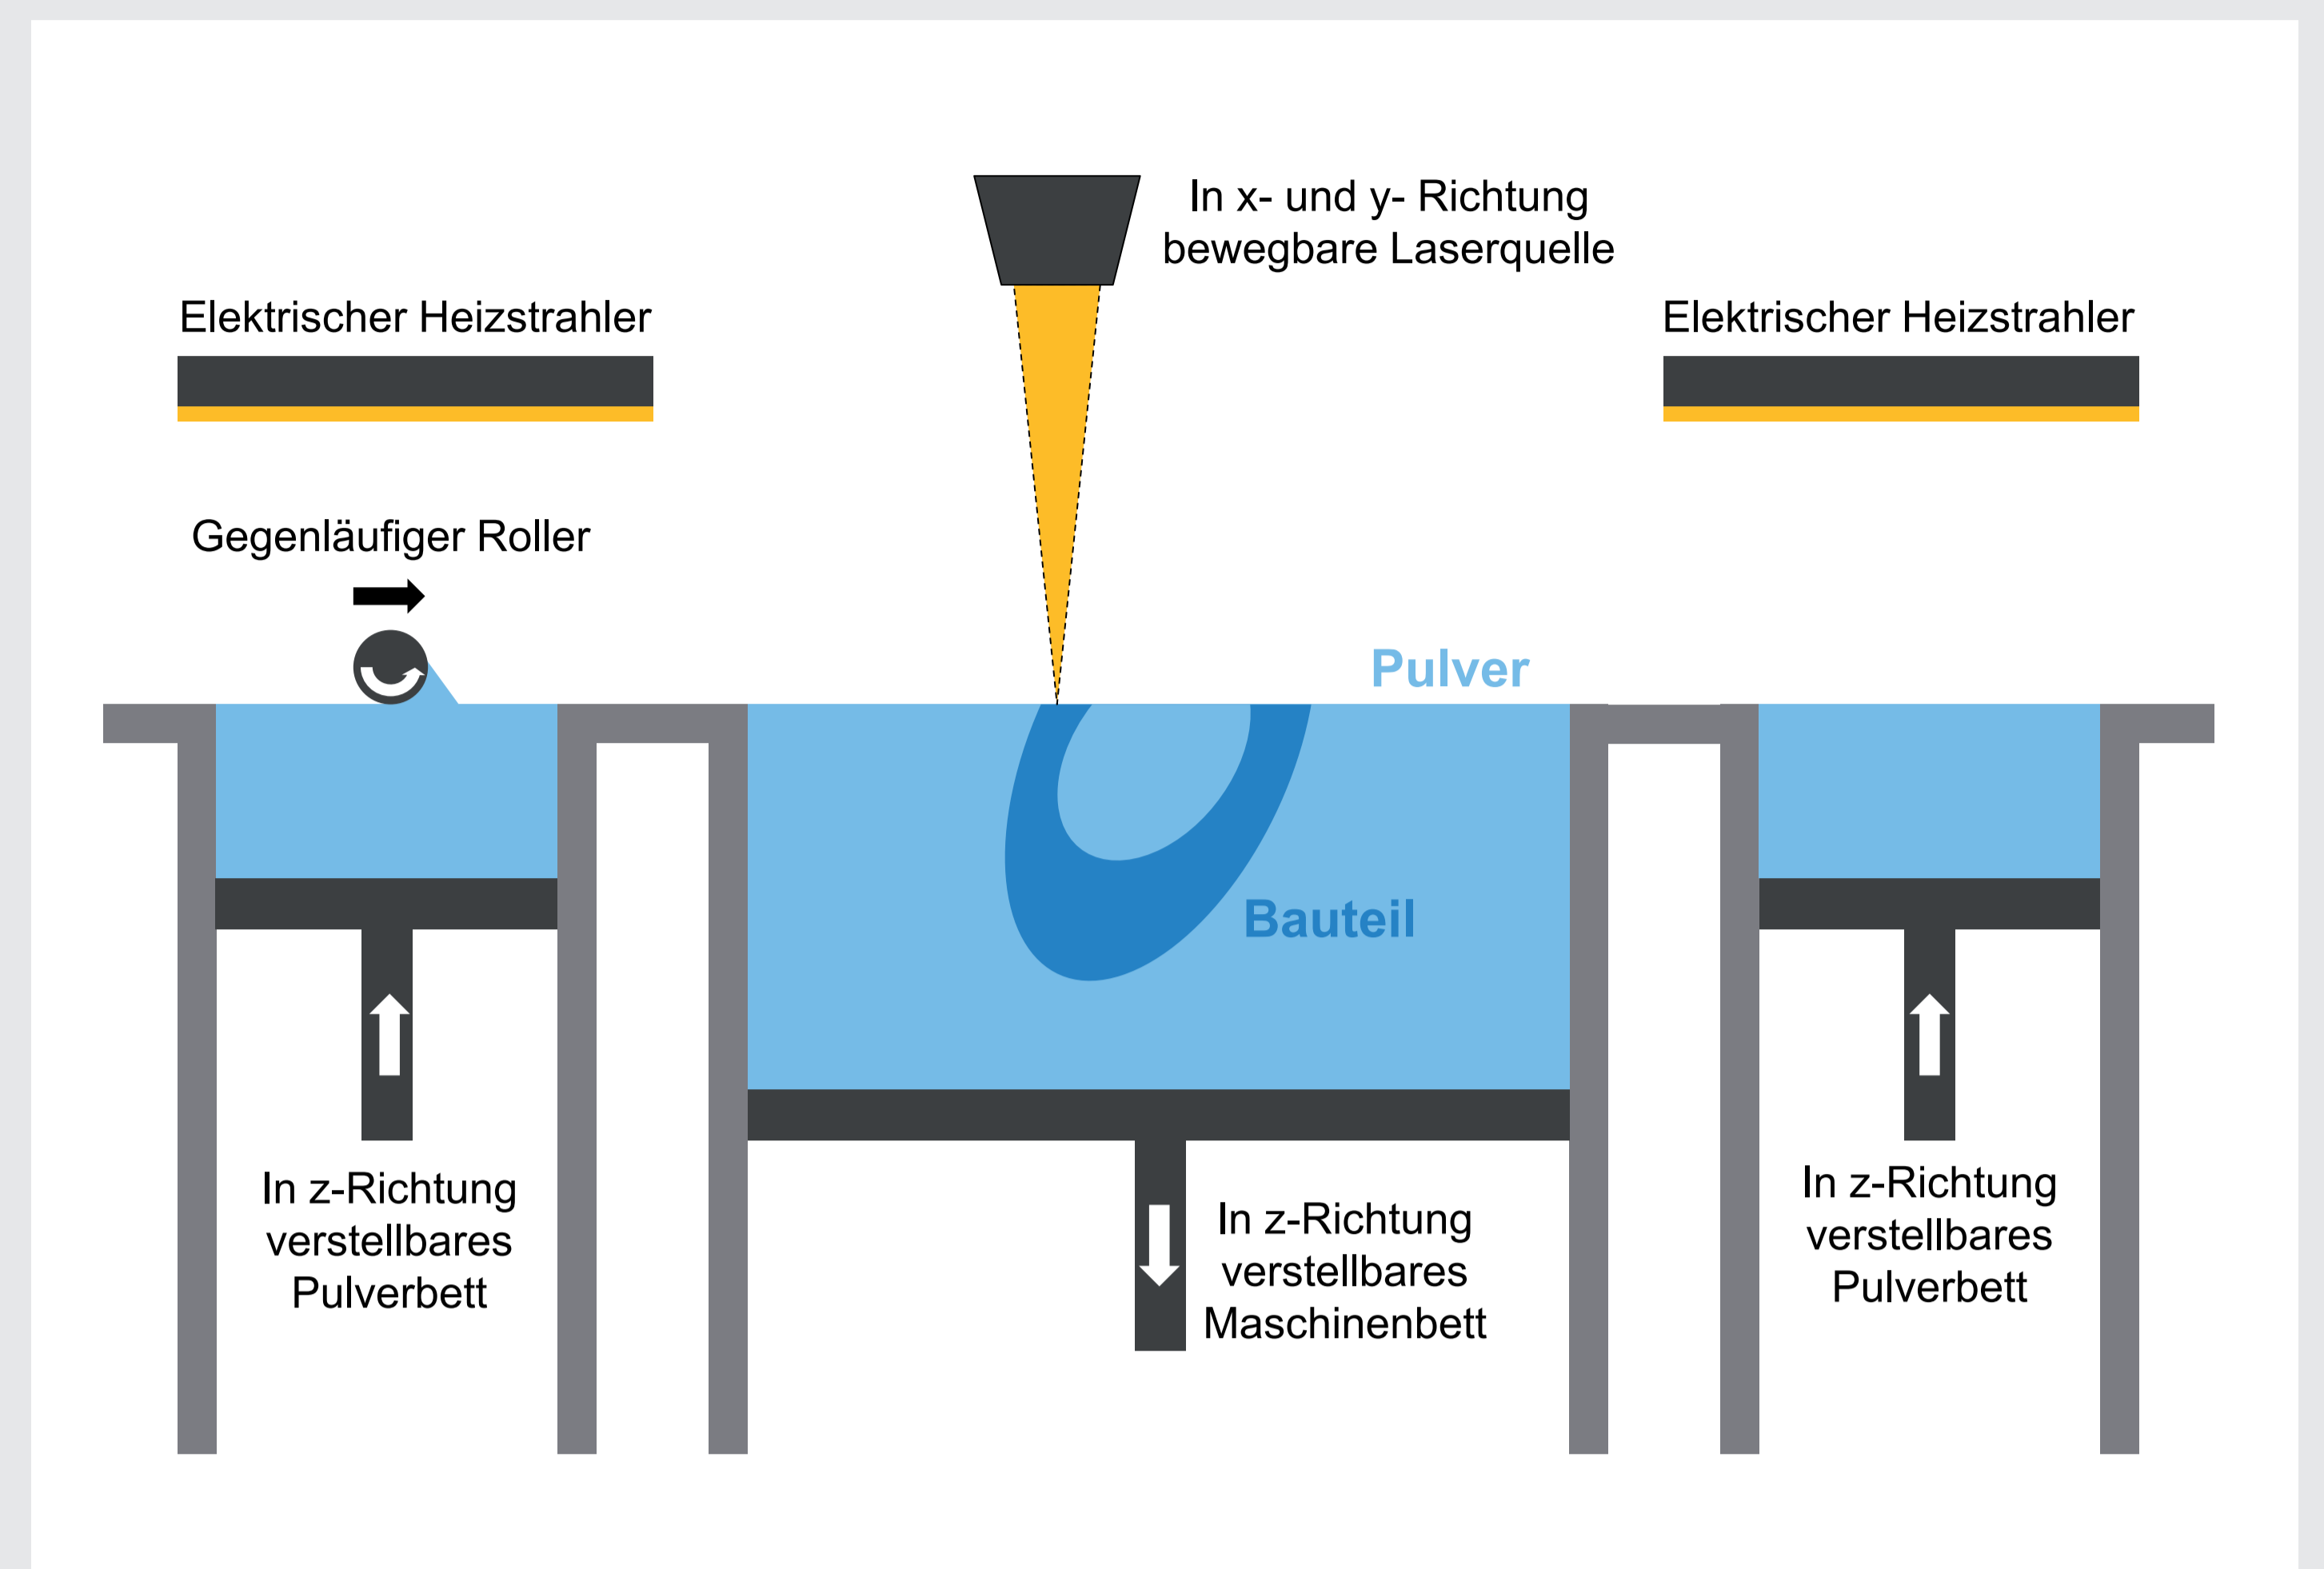 In x- und y- Richtung
bewegbare Laserquelle
Elektrischer Heizstrahler
Elektrischer Heizstrahler
Gegenläufiger Roller
Pulver
Bauteil
In z-Richtung
verstellbares
Pulverbett
In z-Richtung
verstellbares
Maschinenbett
In z-Richtung
verstellbares
Pulverbett